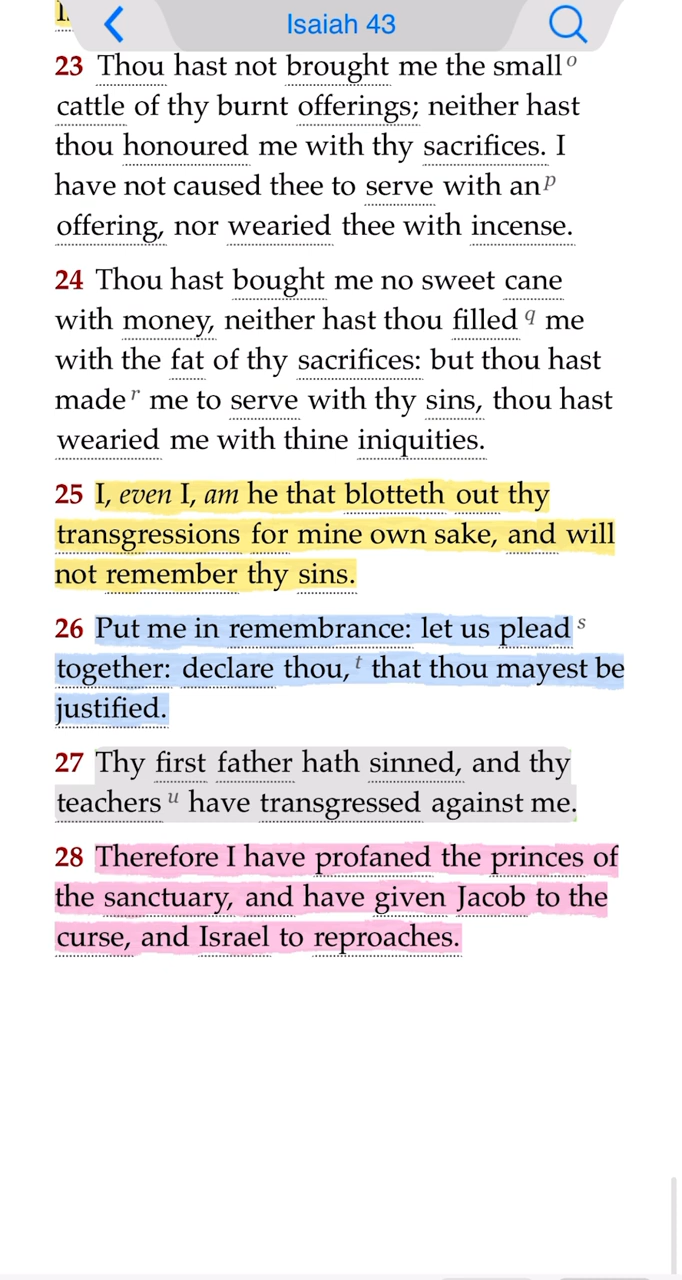 Isaiah 43
23 Thou hast not brought me the small o
cattle of thy burnt offerings; neither hast
thou honoured me with thy sacrifices. I
have not caused thee to serve with an p
offering, nor wearied thee with incense.
24 Thou hast bought me no sweet cane
with money, neither hast thou filled q me
with the fat of thy sacrifices: but thou hast
made r me to serve with thy sins, thou hast
wearied me with thine iniquities.
25 I, even I, am he that blotteth out thy
transgressions for mine own sake, and will
not remember thy sins.
26 Put me in remembrance: let us plead s
together: declare thou, t that thou mayest be
justified.
27 Thy first father hath sinned, and thy
teachers u have transgressed against me.
28 Therefore I have profaned the princes of
the sanctuary, and have given Jacob to the
curse, and Israel to reproaches.